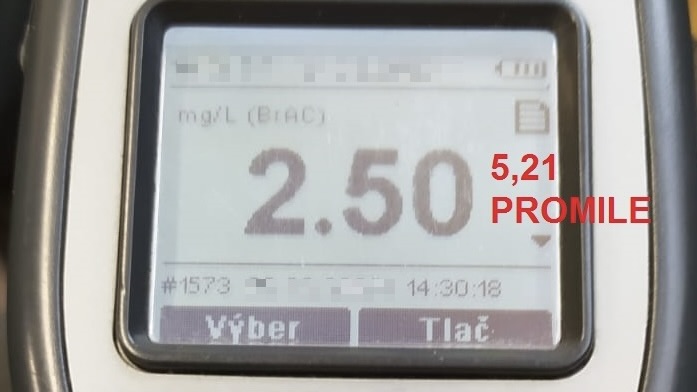 mg/L (BrAC)
2.50
5,21
PROMILE
#1573 14:30:18
Výber Tlač